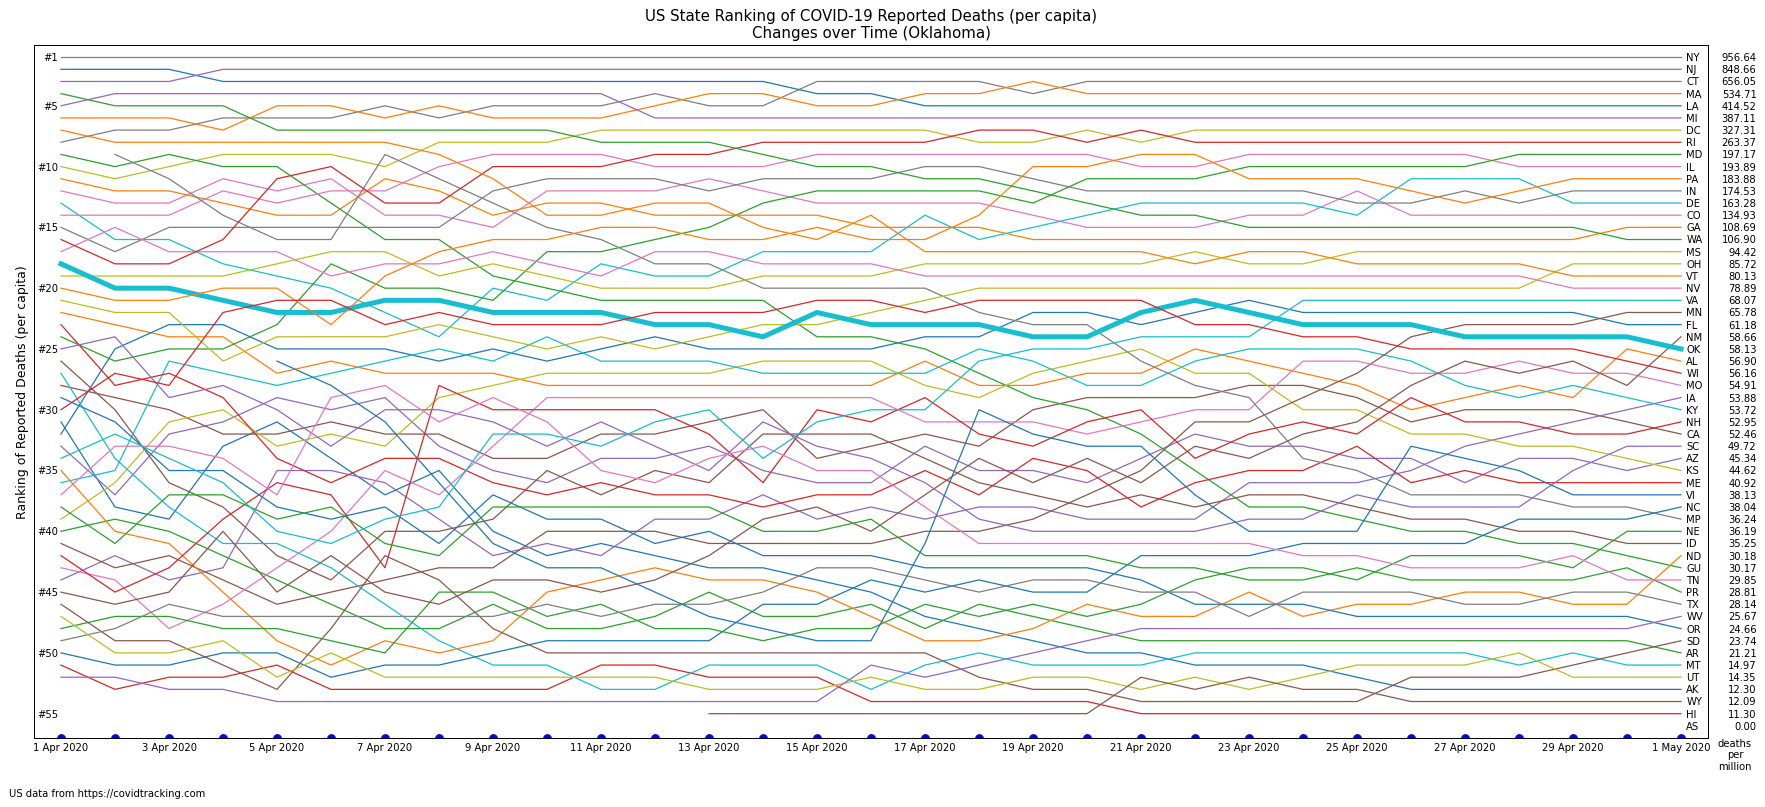 US State Ranking of COVID-19 Reported Deaths (per capita)
Changes over Time (Oklahoma)
Ranking of Reported Deaths (per capita)
#1
#5
#10
#15
#20
#25
#30
#35
#40
#45
#50
#55
NY 956.64
NJ 848.66
CT 656.05
MA 534.71
LA 414.52
MI 387.11
DC 327.31
RI 263.37
MD 197.17
IL 193.89
PA 183.88
IN 174.53
DE 163.28
CO 134.93
GA 108.69
WA 106.90
MS 94.42
OH 85.72
VT 80.13
NV 78.89
VA 68.07
MN 65.78
FL 61.18
NM 58.66
OK 58.13
AL 56.90
WI 56.16
MO 54.91
IA 53.88
KY 53.72
NH 52.95
CA 52.46
SC 49.72
AZ 45.34
KS 44.62
ME 40.92
VI 38.13
NC 38.04
MP 36.24
NE 36.19
ID 35.25
ND 30.18
GU 30.17
TN 29.85
PR 28.81
TX 28.14
WV 25.67
OR 24.66
SD 23.74
AR 21.21
MT 14.97
UT 14.35
AK 12.30
WY 12.09
HI 11.30
AS 0.00
1 Apr 2020 3 Apr 2020 5 Apr 2020 7 Apr 2020 9 Apr 2020 11 Apr 2020 13 Apr 2020 15 Apr 2020 17 Apr 2020 19 Apr 2020 21 Apr 2020 23 Apr 2020 25 Apr 2020 27 Apr 2020 29 Apr 2020 1 May 2020
deaths
per
million
US data from https://covidtracking.com